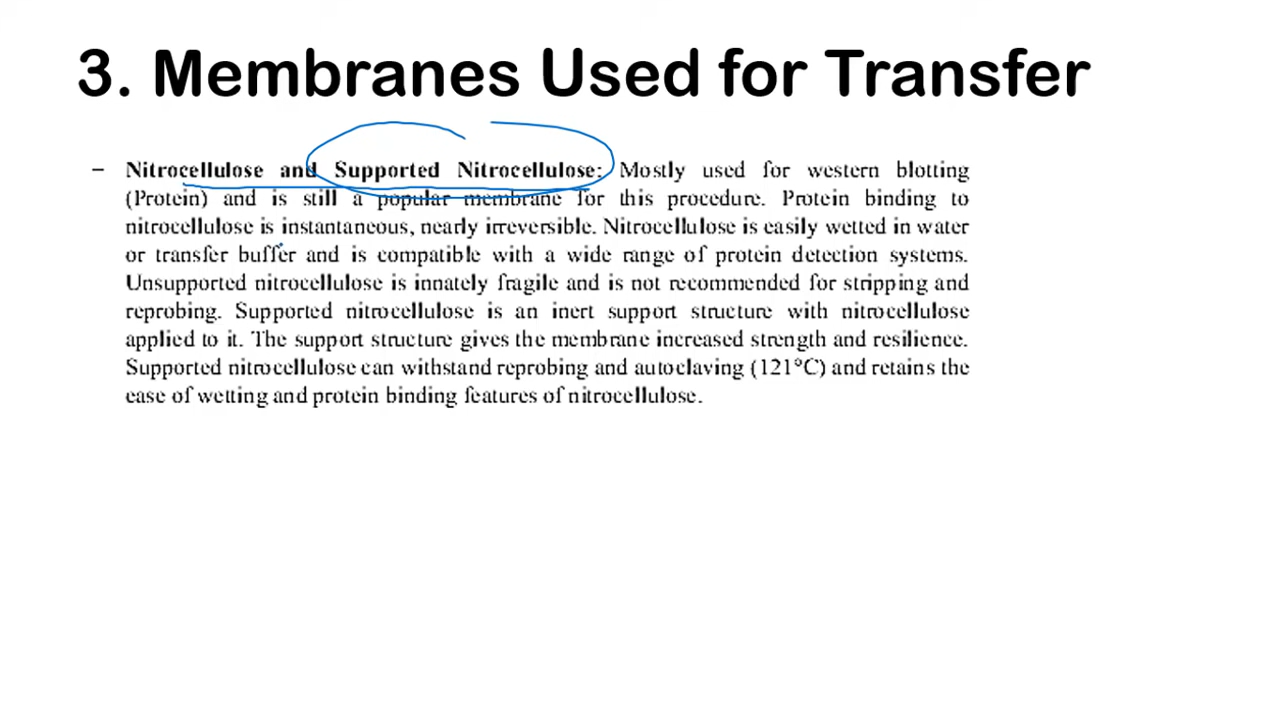 3. Membranes Used for Transfer
– Nitrocellulose and Supported Nitrocellulose: Mostly used for western blotting
(Protein) and is still a popular membrane for this procedure. Protein binding to
nitrocellulose is instantaneous, nearly irreversible. Nitrocellulose is easily wetted in water
or transfer buffer and is compatible with a wide range of protein detection systems.
Unsupported nitrocellulose is innately fragile and is not recommended for stripping and
reprobing. Supported nitrocellulose is an inert support structure with nitrocellulose
applied to it. The support structure gives the membrane increased strength and resilience.
Supported nitrocellulose can withstand reprobing and autoclaving (121°C) and retains the
ease of wetting and protein binding features of nitrocellulose.